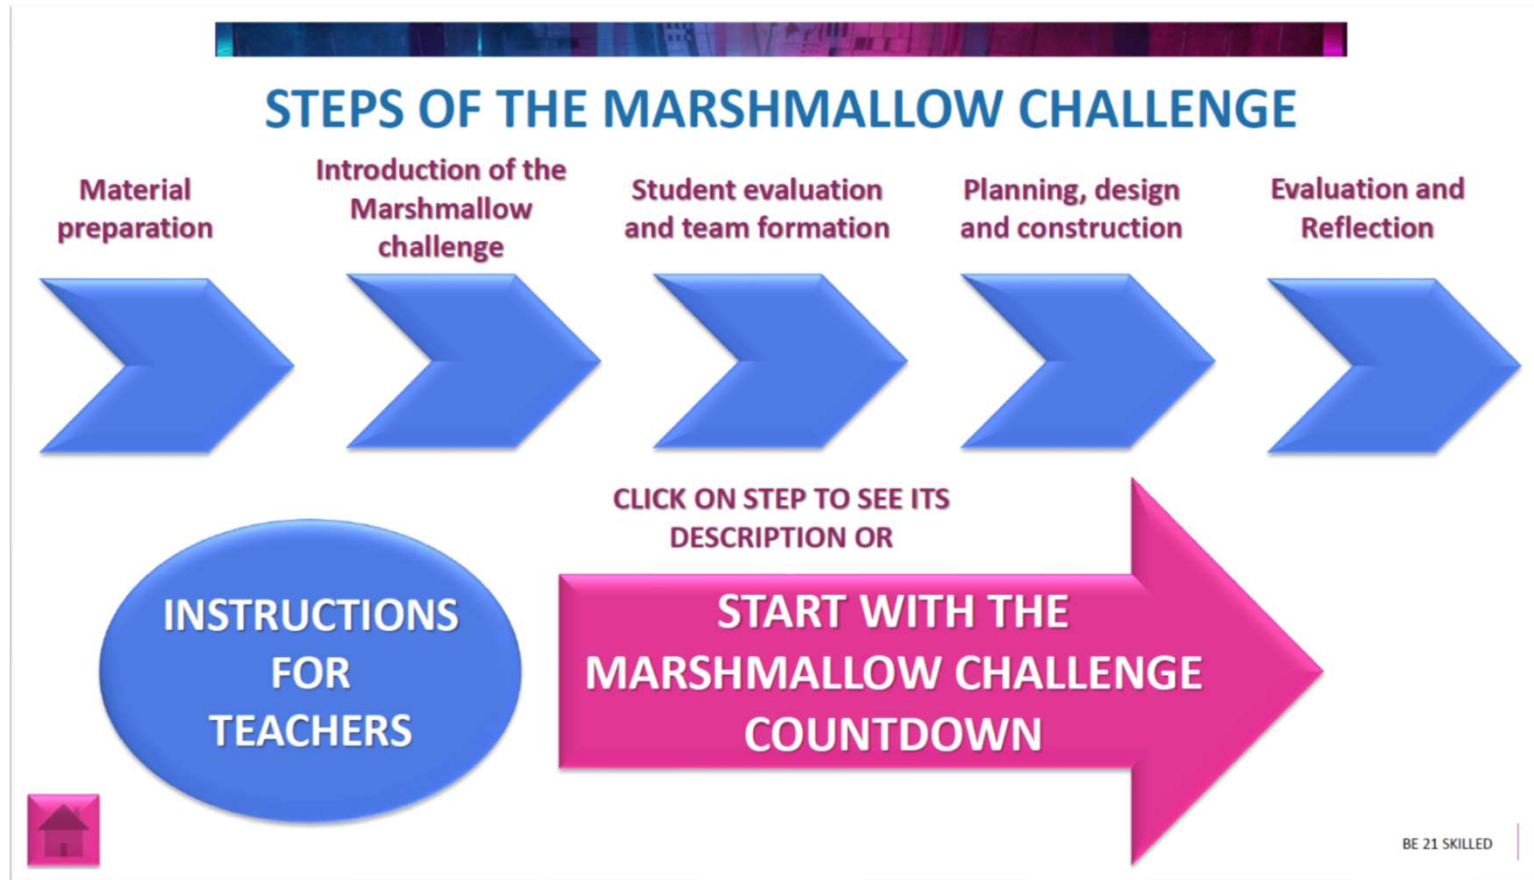 STEPS OF THE MARSHMALLOW CHALLENGE
Material
preparation
Introduction of the
Marshmallow
challenge
Student evaluation
and team formation
Planning, design
and construction
Evaluation and
Reflection
CLICK ON STEP TO SEE ITS
DESCRIPTION OR
INSTRUCTIONS
FOR
TEACHERS
START WITH THE
MARSHMALLOW CHALLENGE
COUNTDOWN
BE 21 SKILLED